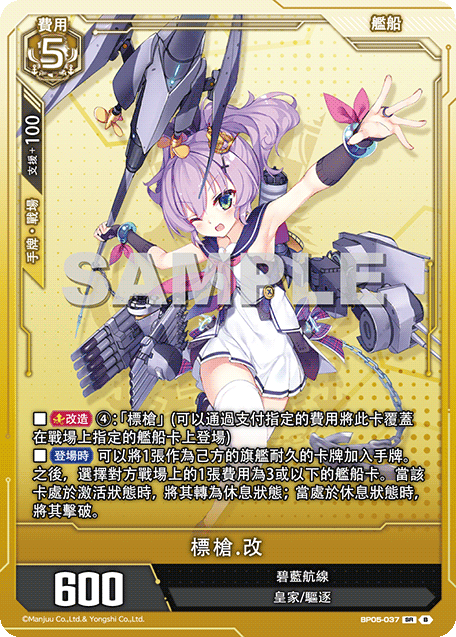 費用
5
艦船
支援+100
手牌・戰場
SAMPLE
■ 改造 ④:「標槍」(可以通過支付指定的費用將此卡覆蓋
在戰場上指定的艦船卡上登場)
■ 登場時 可以將1張作為己方的旗艦耐久的卡牌加入手牌。
之後，選擇對方戰場上的1張費用為3或以下的艦船卡。當該
卡處於激活狀態時，將其轉為休息狀態；當處於休息狀態時，
將其擊破。
標槍.改
600
碧藍航線
皇家/驅逐
©Manjuu Co.,Ltd.& Yongshi Co.,Ltd.
BP05-037 SR B